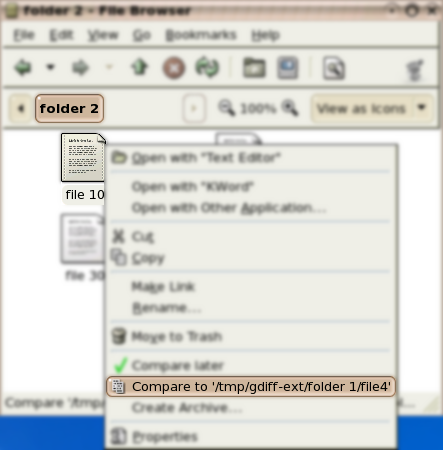 folder 2 - File Browser
File Edit View Go Bookmarks Help
folder 2 100% View as Icons
file 10
Open with "Text Editor"
Open with "KWord"
Open with Other Application...
Cut
Copy
file 30
Make Link
Rename...
Move to Trash
Compare later
Compare to '/tmp/gdiff-ext/folder 1/file4'
Compare '/tmp
Create Archive...
Properties